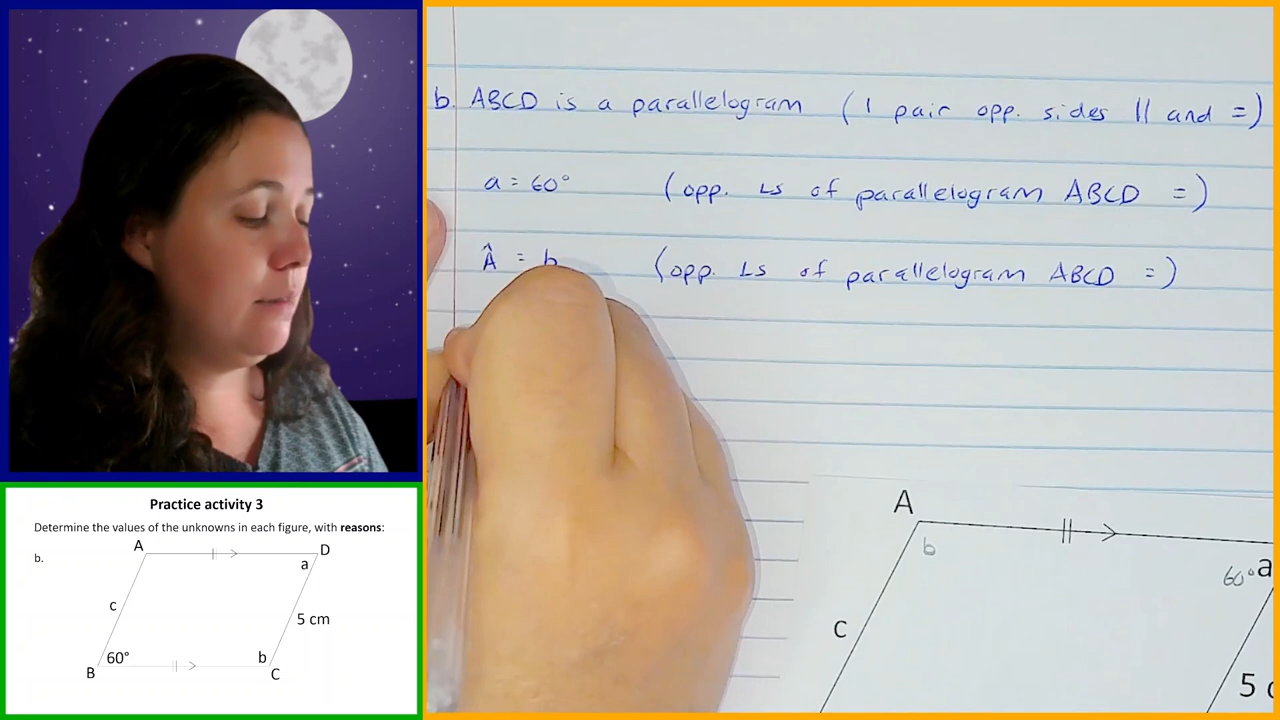 b. ABCD is a parallelogram (1 pair opp. sides || and =)
a = 60° (opp. ∠s of parallelogram ABCD =)
Â = b (opp. ∠s of parallelogram ABCD =)
A
b
60° a
c
5 c
Practice activity 3
Determine the values of the unknowns in each figure, with reasons:
b.
A
D
a
c
5 cm
60°
b
B
C